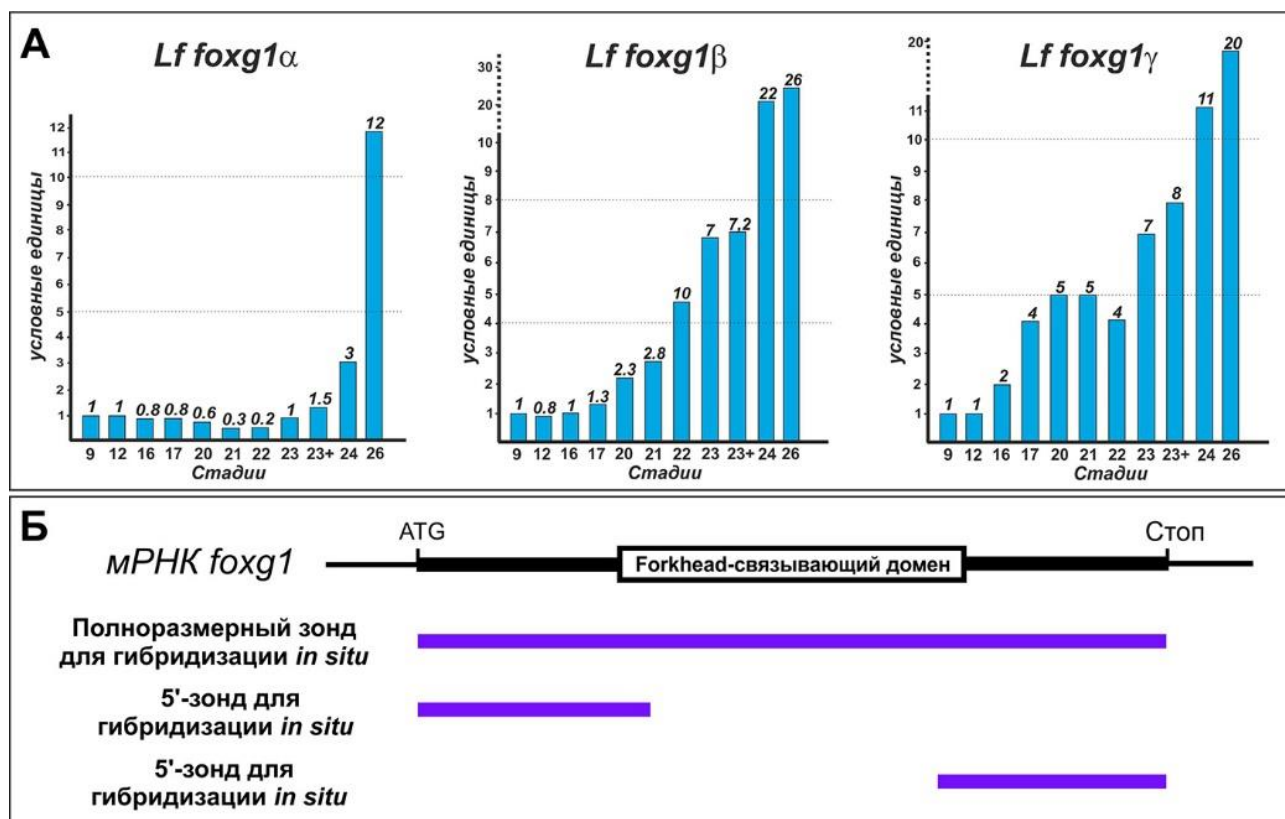 А
Lf foxg1α
условные единицы
12
11
10
9
8
7
6
5
4
3
2
1
1
1
0.8
0.8
0.6
0.3
0.2
1
1.5
3
12
9 12 16 17 20 21 22 23 23+ 24 26
Стадии
Lf foxg1β
условные единицы
30
20
10
9
8
7
6
5
4
3
2
1
1
0.8
1
1.3
2.3
2.8
10
7
7,2
22
26
9 12 16 17 20 21 22 23 23+ 24 26
Стадии
Lf foxg1γ
условные единицы
20
11
10
9
8
7
6
5
4
3
2
1
1
1
2
4
5
5
4
7
8
11
20
9 12 16 17 20 21 22 23 23+ 24 26
Стадии
Б
ATG
Стоп
мРНК foxg1
Forkhead-связывающий домен
Полноразмерный зонд
для гибридизации in situ
5'-зонд для
гибридизации in situ
5'-зонд для
гибридизации in situ